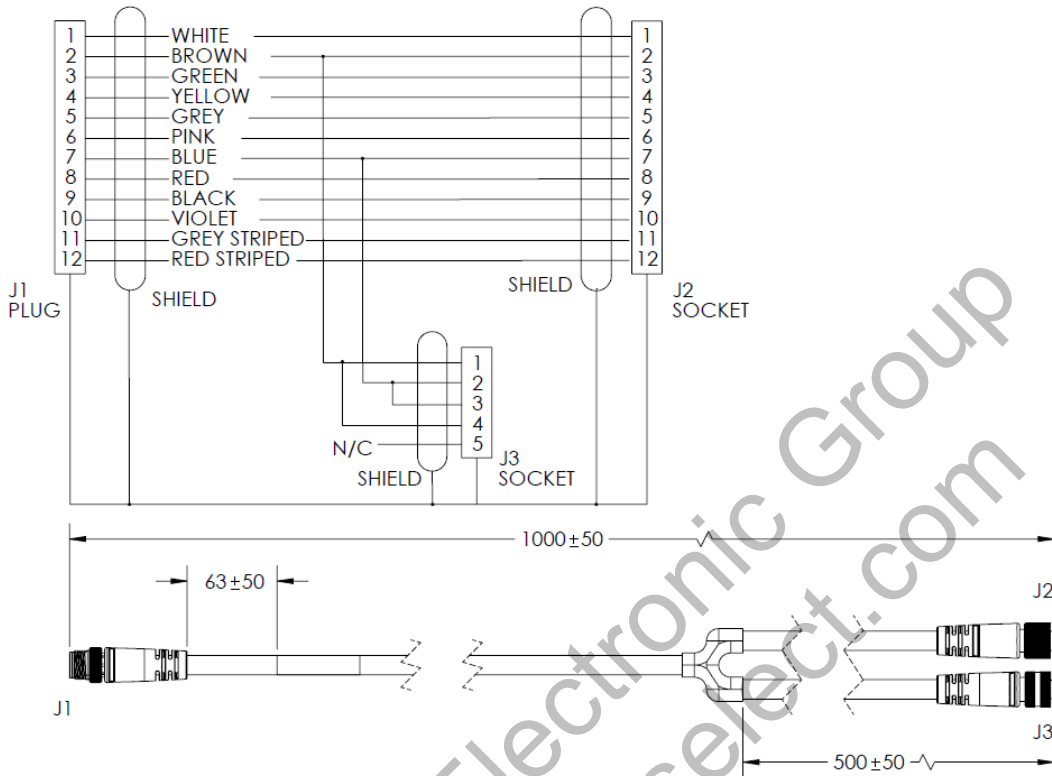 1 WHITE 1
2 BROWN 2
3 GREEN 3
4 YELLOW 4
5 GREY 5
6 PINK 6
7 BLUE 7
8 RED 8
9 BLACK 9
10 VIOLET 10
11 GREY STRIPED 11
12 RED STRIPED 12
J1
PLUG
SHIELD
SHIELD
J2
SOCKET
1
2
3
4
N/C 5
SHIELD
J3
SOCKET
1000±50
63±50
J2
J1
J3
500±50
Electronic Group
select.com